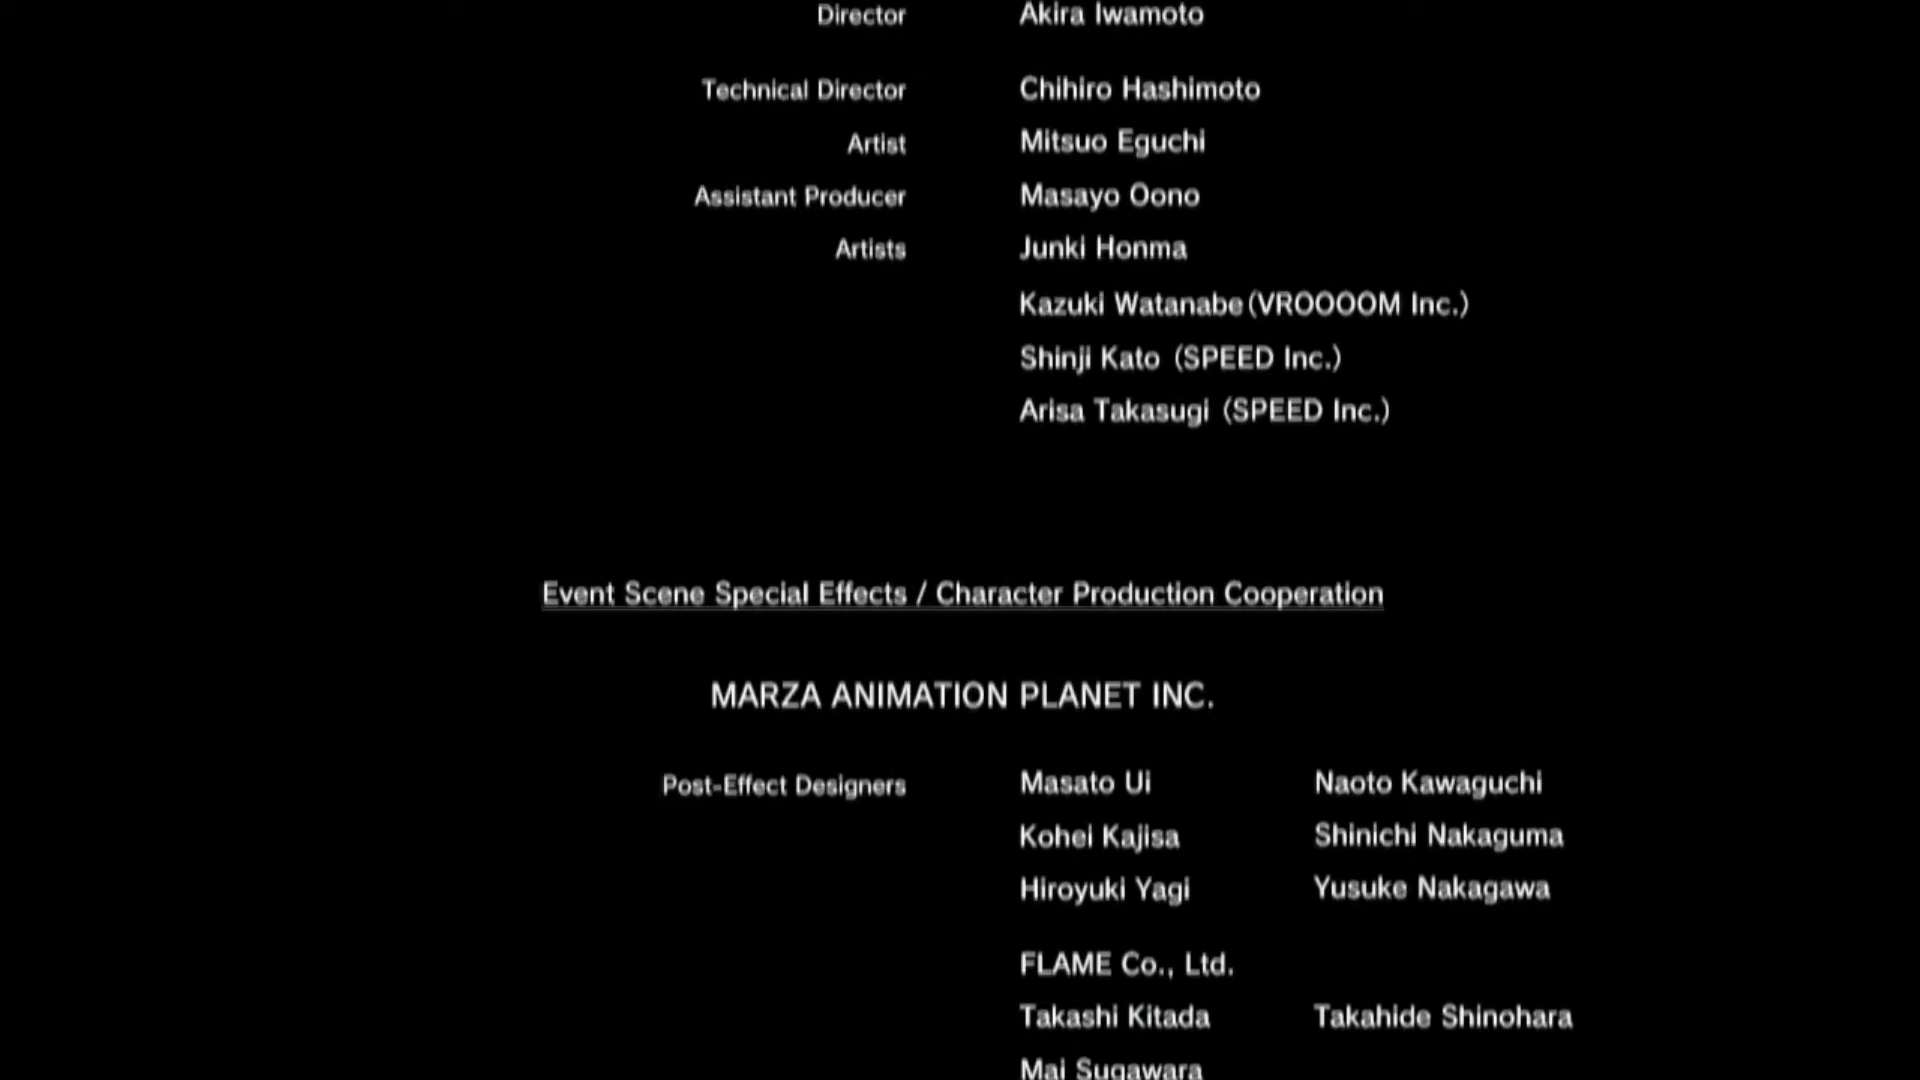 Director Akira Iwamoto
Technical Director Chihiro Hashimoto
Artist Mitsuo Eguchi
Assistant Producer Masayo Oono
Artists Junki Honma
Kazuki Watanabe(VROOOOM Inc.)
Shinji Kato (SPEED Inc.)
Arisa Takasugi (SPEED Inc.)
Event Scene Special Effects / Character Production Cooperation
MARZA ANIMATION PLANET INC.
Post-Effect Designers Masato Ui Naoto Kawaguchi
Kohei Kajisa Shinichi Nakaguma
Hiroyuki Yagi Yusuke Nakagawa
FLAME Co., Ltd.
Takashi Kitada Takahide Shinohara
Mai Sugawara